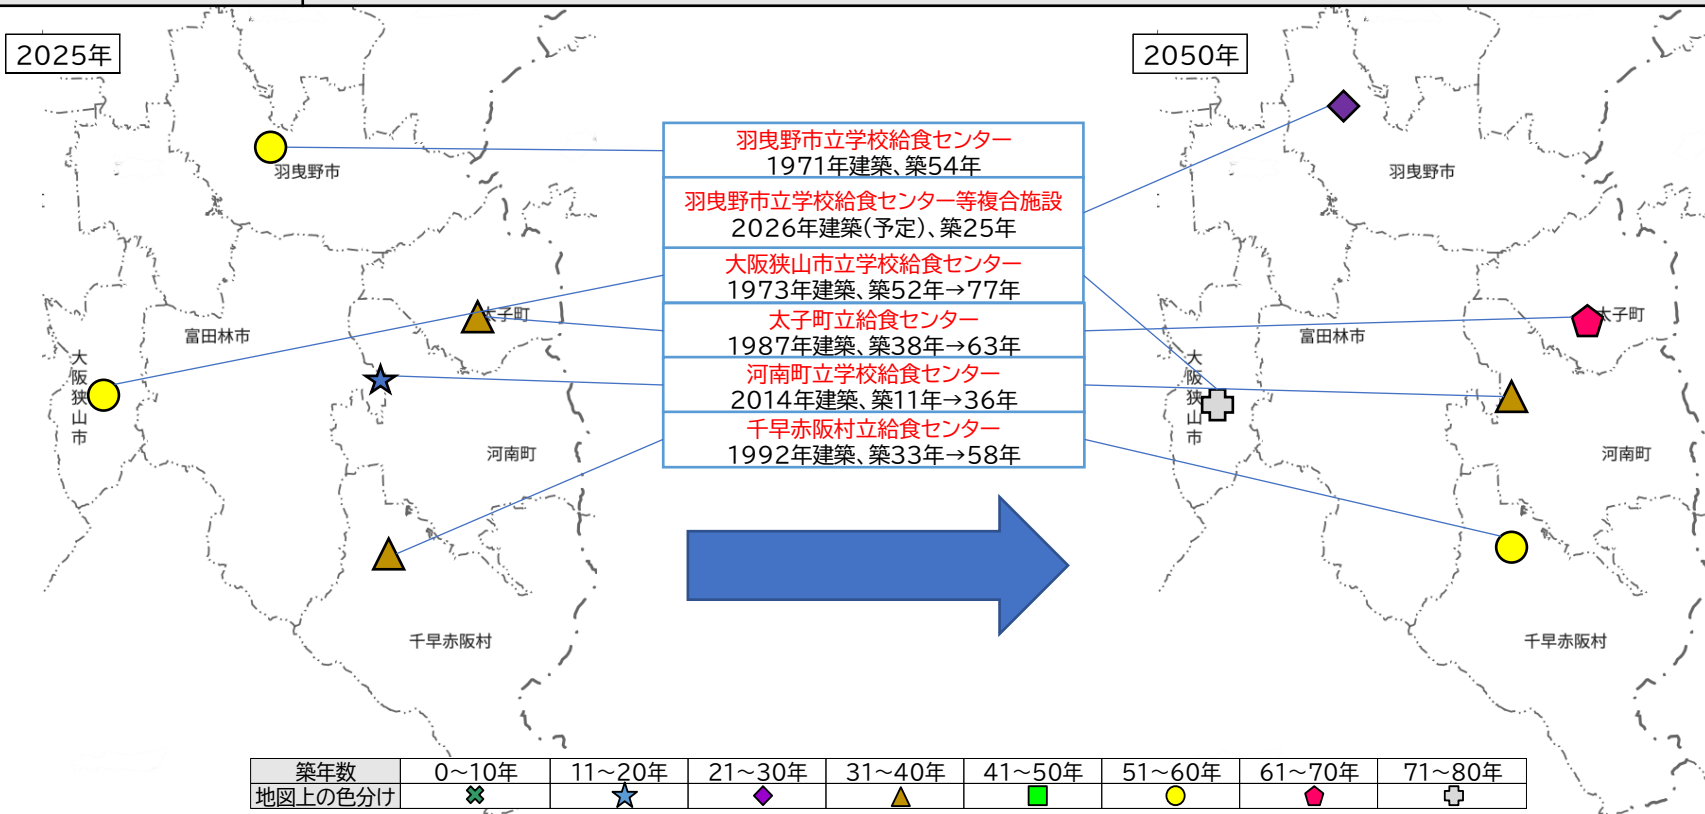 2025年
2050年
羽曳野市立学校給食センター
1971年建築、築54年
羽曳野市立学校給食センター等複合施設
2026年建築(予定)、築25年
大阪狭山市立学校給食センター
1973年建築、築52年→77年
太子町立給食センター
1987年建築、築38年→63年
河南町立学校給食センター
2014年建築、築11年→36年
千早赤阪村立給食センター
1992年建築、築33年→58年
羽曳野市
太子町
富田林市
大阪狭山市
河南町
千早赤阪村
羽曳野市
太子町
富田林市
大阪狭山市
河南町
千早赤阪村
築年数 0~10年 11~20年 21~30年 31~40年 41~50年 51~60年 61~70年 71~80年
地図上の色分け